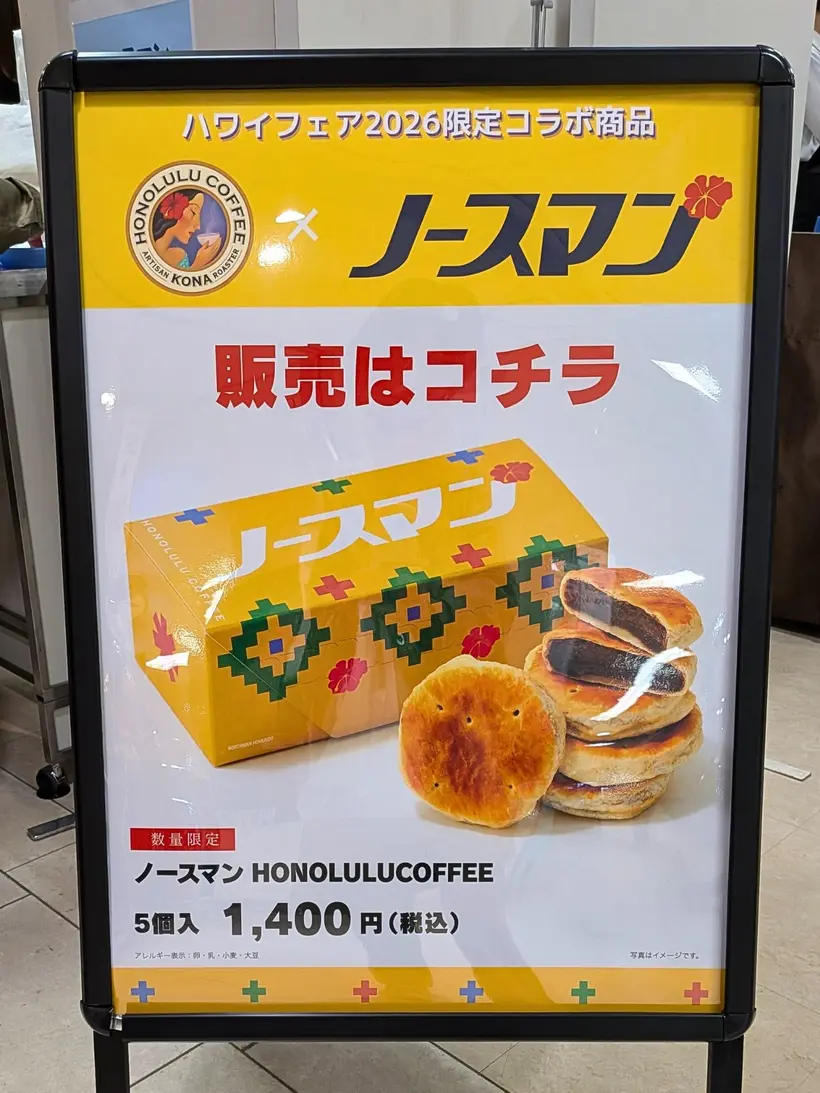 ハワイフェア2026限定コラボ商品
HONOLULU COFFEE
ARTISAN KONA ROASTER
×
ノースマン
販売はコチラ
ノースマン
HONOLULU COFFEE
数量限定
ノースマン HONOLULUCOFFEE
5個入 1,400円(税込)
アレルギー表示:卵・乳・小麦・大豆
写真はイメージです。